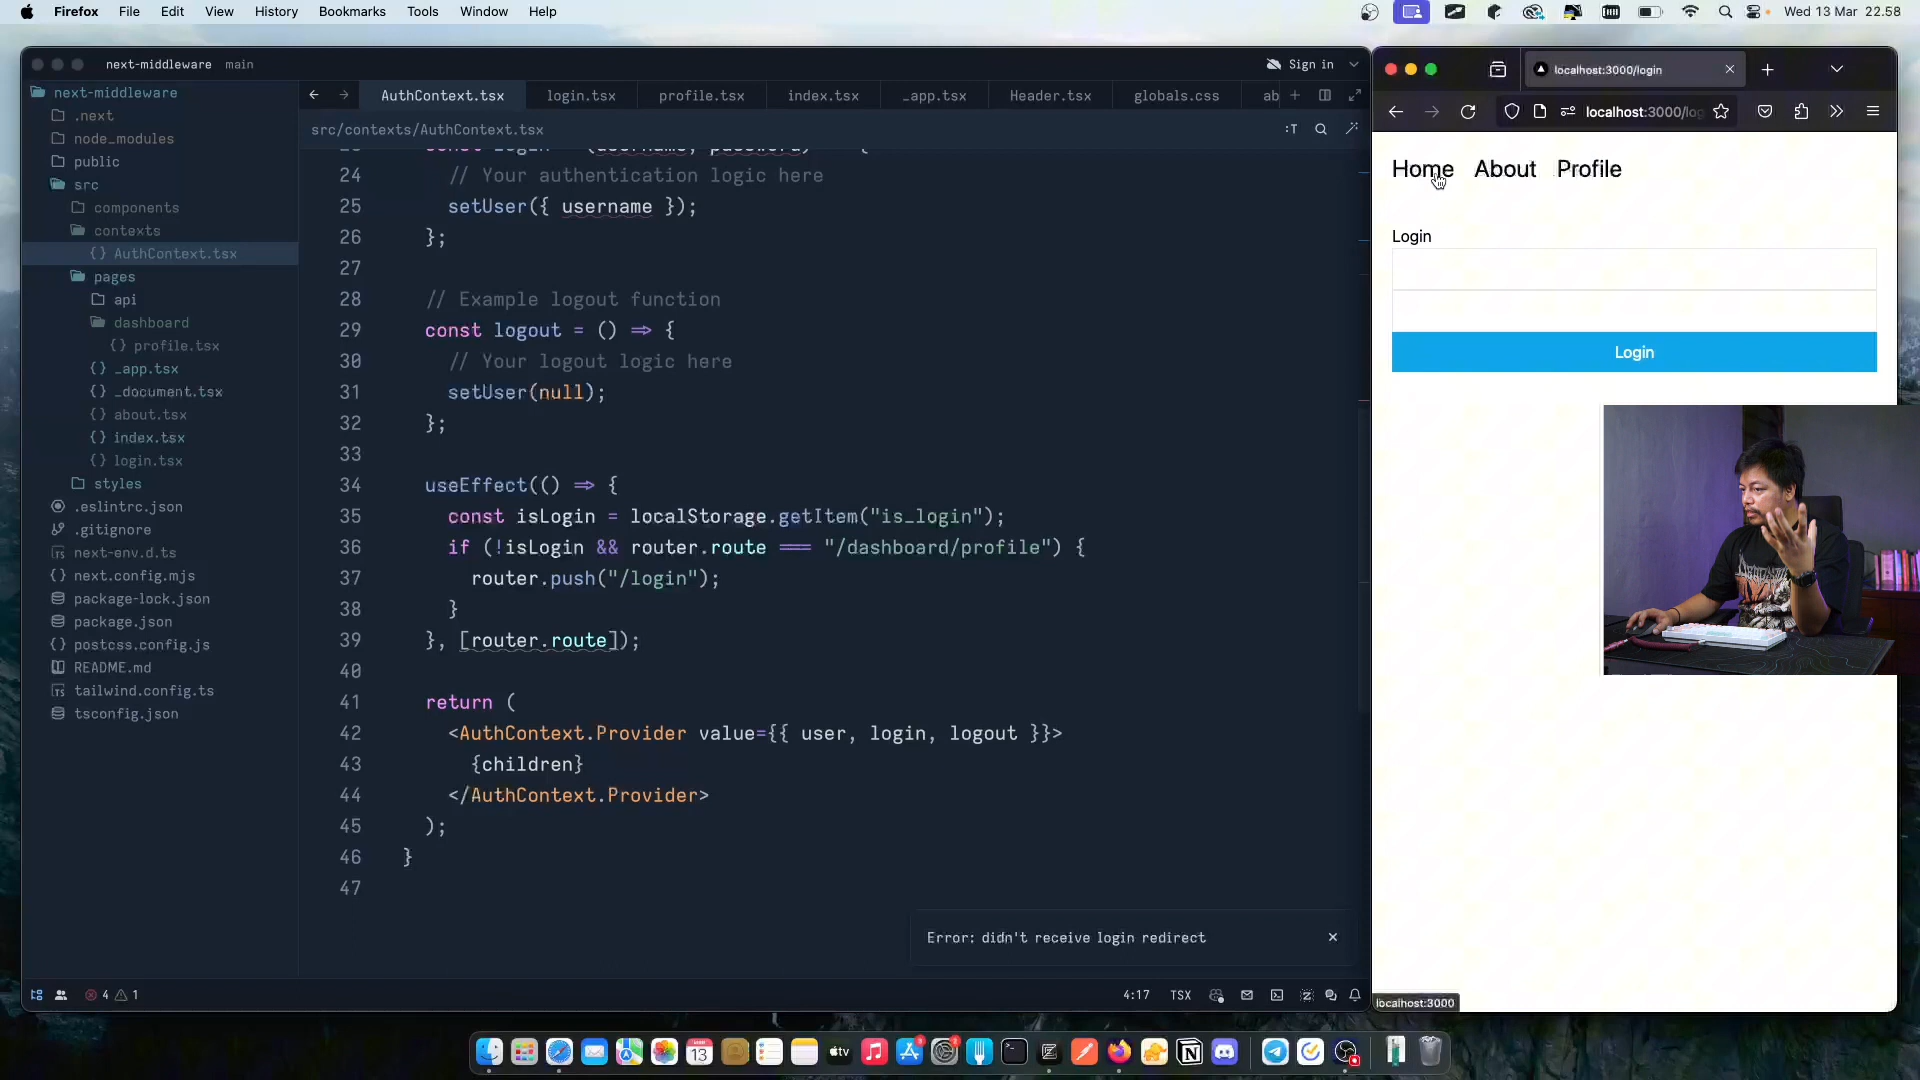 Firefox File Edit View History Bookmarks Tools Window Help
Wed 13 Mar 22.58
next-middleware main
Sign in
next-middleware
.next
node_modules
public
src
components
contexts
AuthContext.tsx
pages
api
dashboard
profile.tsx
_app.tsx
_document.tsx
about.tsx
index.tsx
login.tsx
styles
.eslintrc.json
.gitignore
next-env.d.ts
next.config.mjs
package-lock.json
package.json
postcss.config.js
README.md
tailwind.config.ts
tsconfig.json
AuthContext.tsx login.tsx profile.tsx index.tsx _app.tsx Header.tsx globals.css ab
src/contexts/AuthContext.tsx
24 // Your authentication logic here
25 setUser({ username });
26 };
27
28 // Example logout function
29 const logout = () => {
30 // Your logout logic here
31 setUser(null);
32 };
33
34 useEffect(() => {
35 const isLogin = localStorage.getItem("is_login");
36 if (!isLogin && router.route === "/dashboard/profile") {
37 router.push("/login");
38 }
39 }, [router.route]);
40
41 return (
42 <AuthContext.Provider value={{ user, login, logout }}>
43 {children}
44 </AuthContext.Provider>
45 );
46 }
47
Error: didn't receive login redirect
4 1
4:17 TSX
localhost:3000/login
localhost:3000/log
Home About Profile
Login
Login
localhost:3000